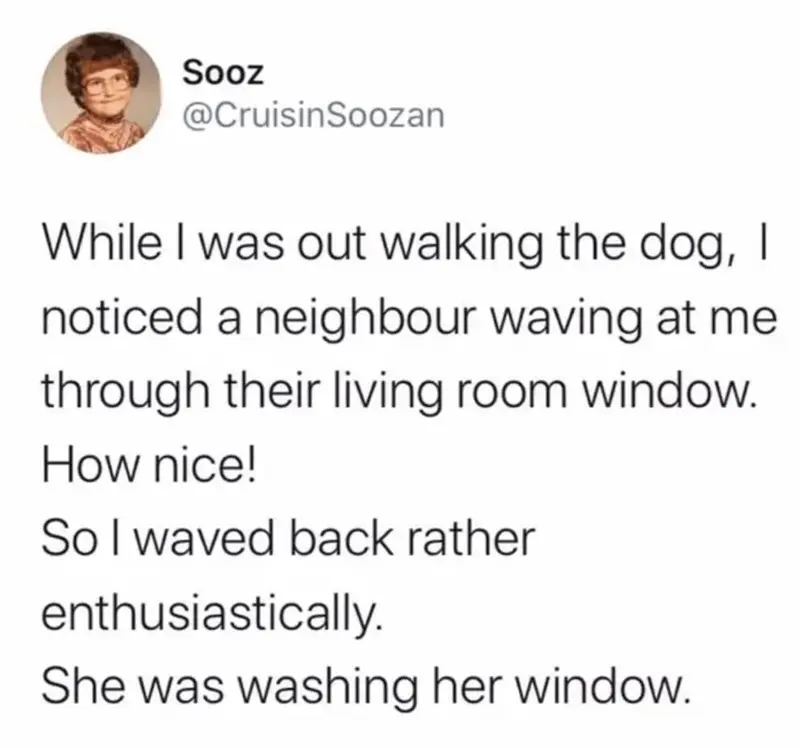 Sooz
@CruisinSoozan
While I was out walking the dog, I
noticed a neighbour waving at me
through their living room window.
How nice!
So I waved back rather
enthusiastically.
She was washing her window.